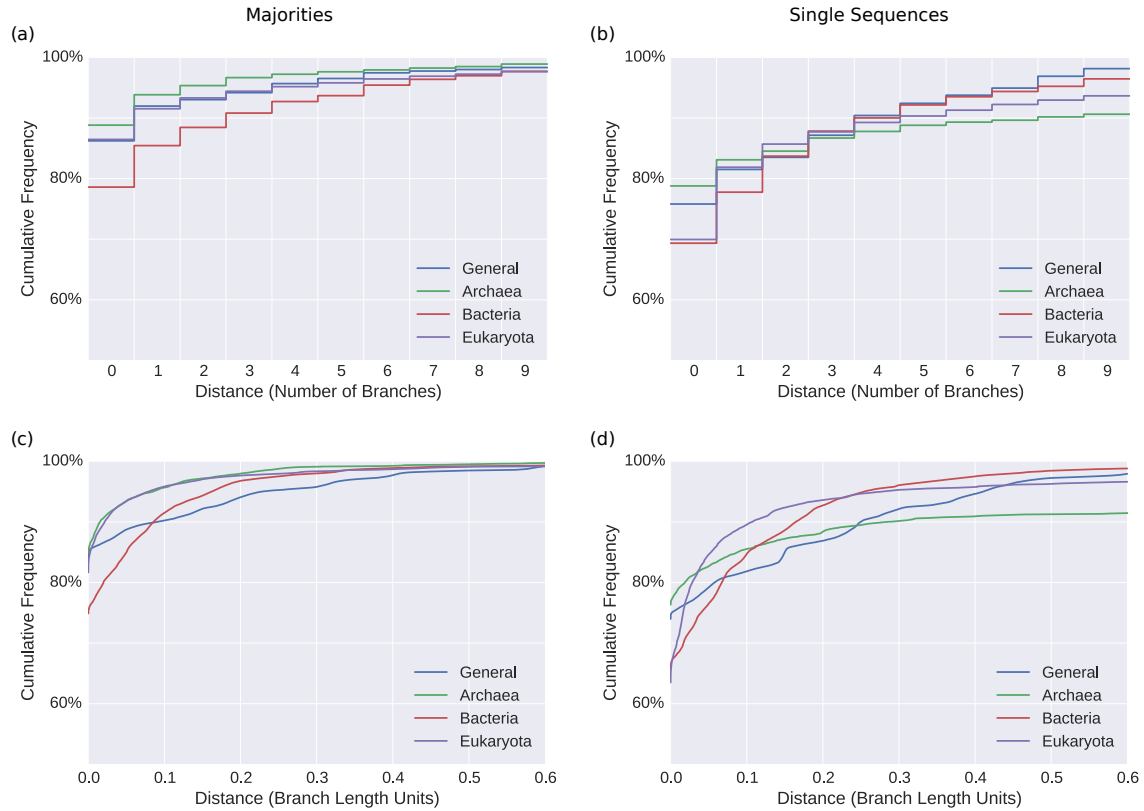 Majorities
Single Sequences
(a)
100%
80%
60%
Cumulative Frequency
General
Archaea
Bacteria
Eukaryota
0 1 2 3 4 5 6 7 8 9
Distance (Number of Branches)
(b)
100%
80%
60%
Cumulative Frequency
General
Archaea
Bacteria
Eukaryota
0 1 2 3 4 5 6 7 8 9
Distance (Number of Branches)
(c)
100%
80%
60%
Cumulative Frequency
General
Archaea
Bacteria
Eukaryota
0.0 0.1 0.2 0.3 0.4 0.5 0.6
Distance (Branch Length Units)
(d)
100%
80%
60%
Cumulative Frequency
General
Archaea
Bacteria
Eukaryota
0.0 0.1 0.2 0.3 0.4 0.5 0.6
Distance (Branch Length Units)